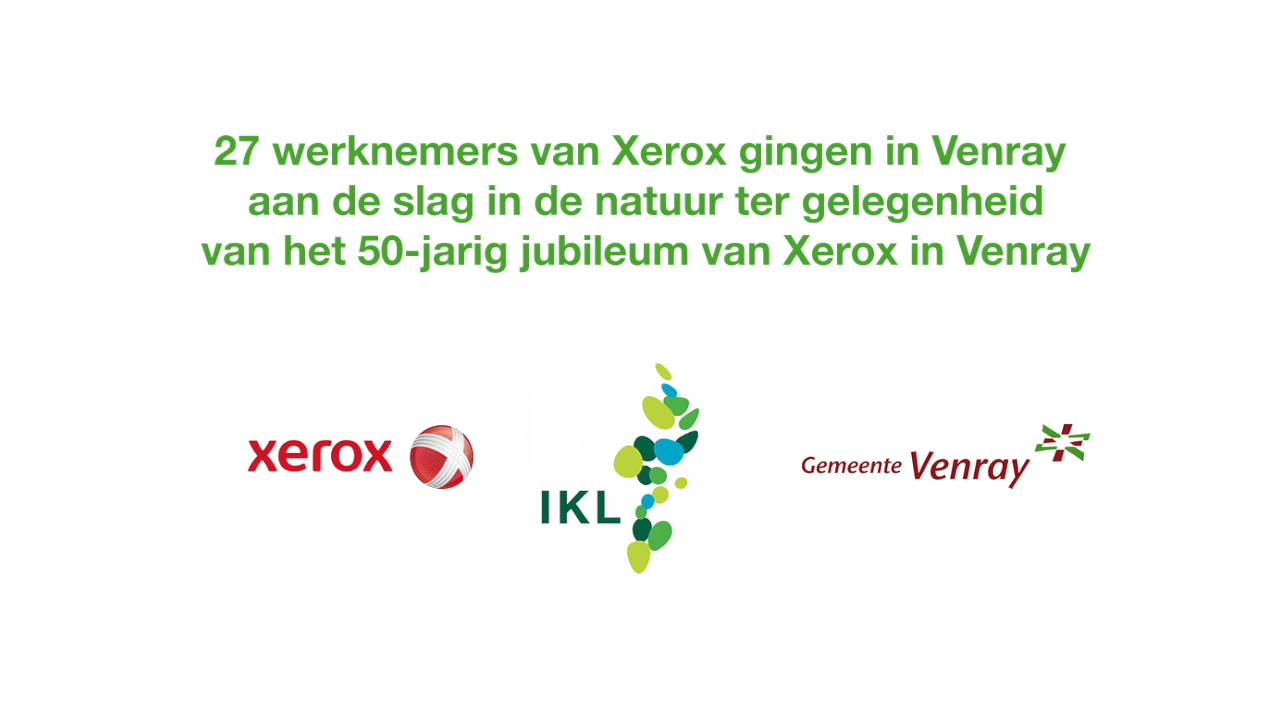 27 werknemers van Xerox gingen in Venray
aan de slag in de natuur ter gelegenheid
van het 50-jarig jubileum van Xerox in Venray
xerox
IKL
Gemeente Venray